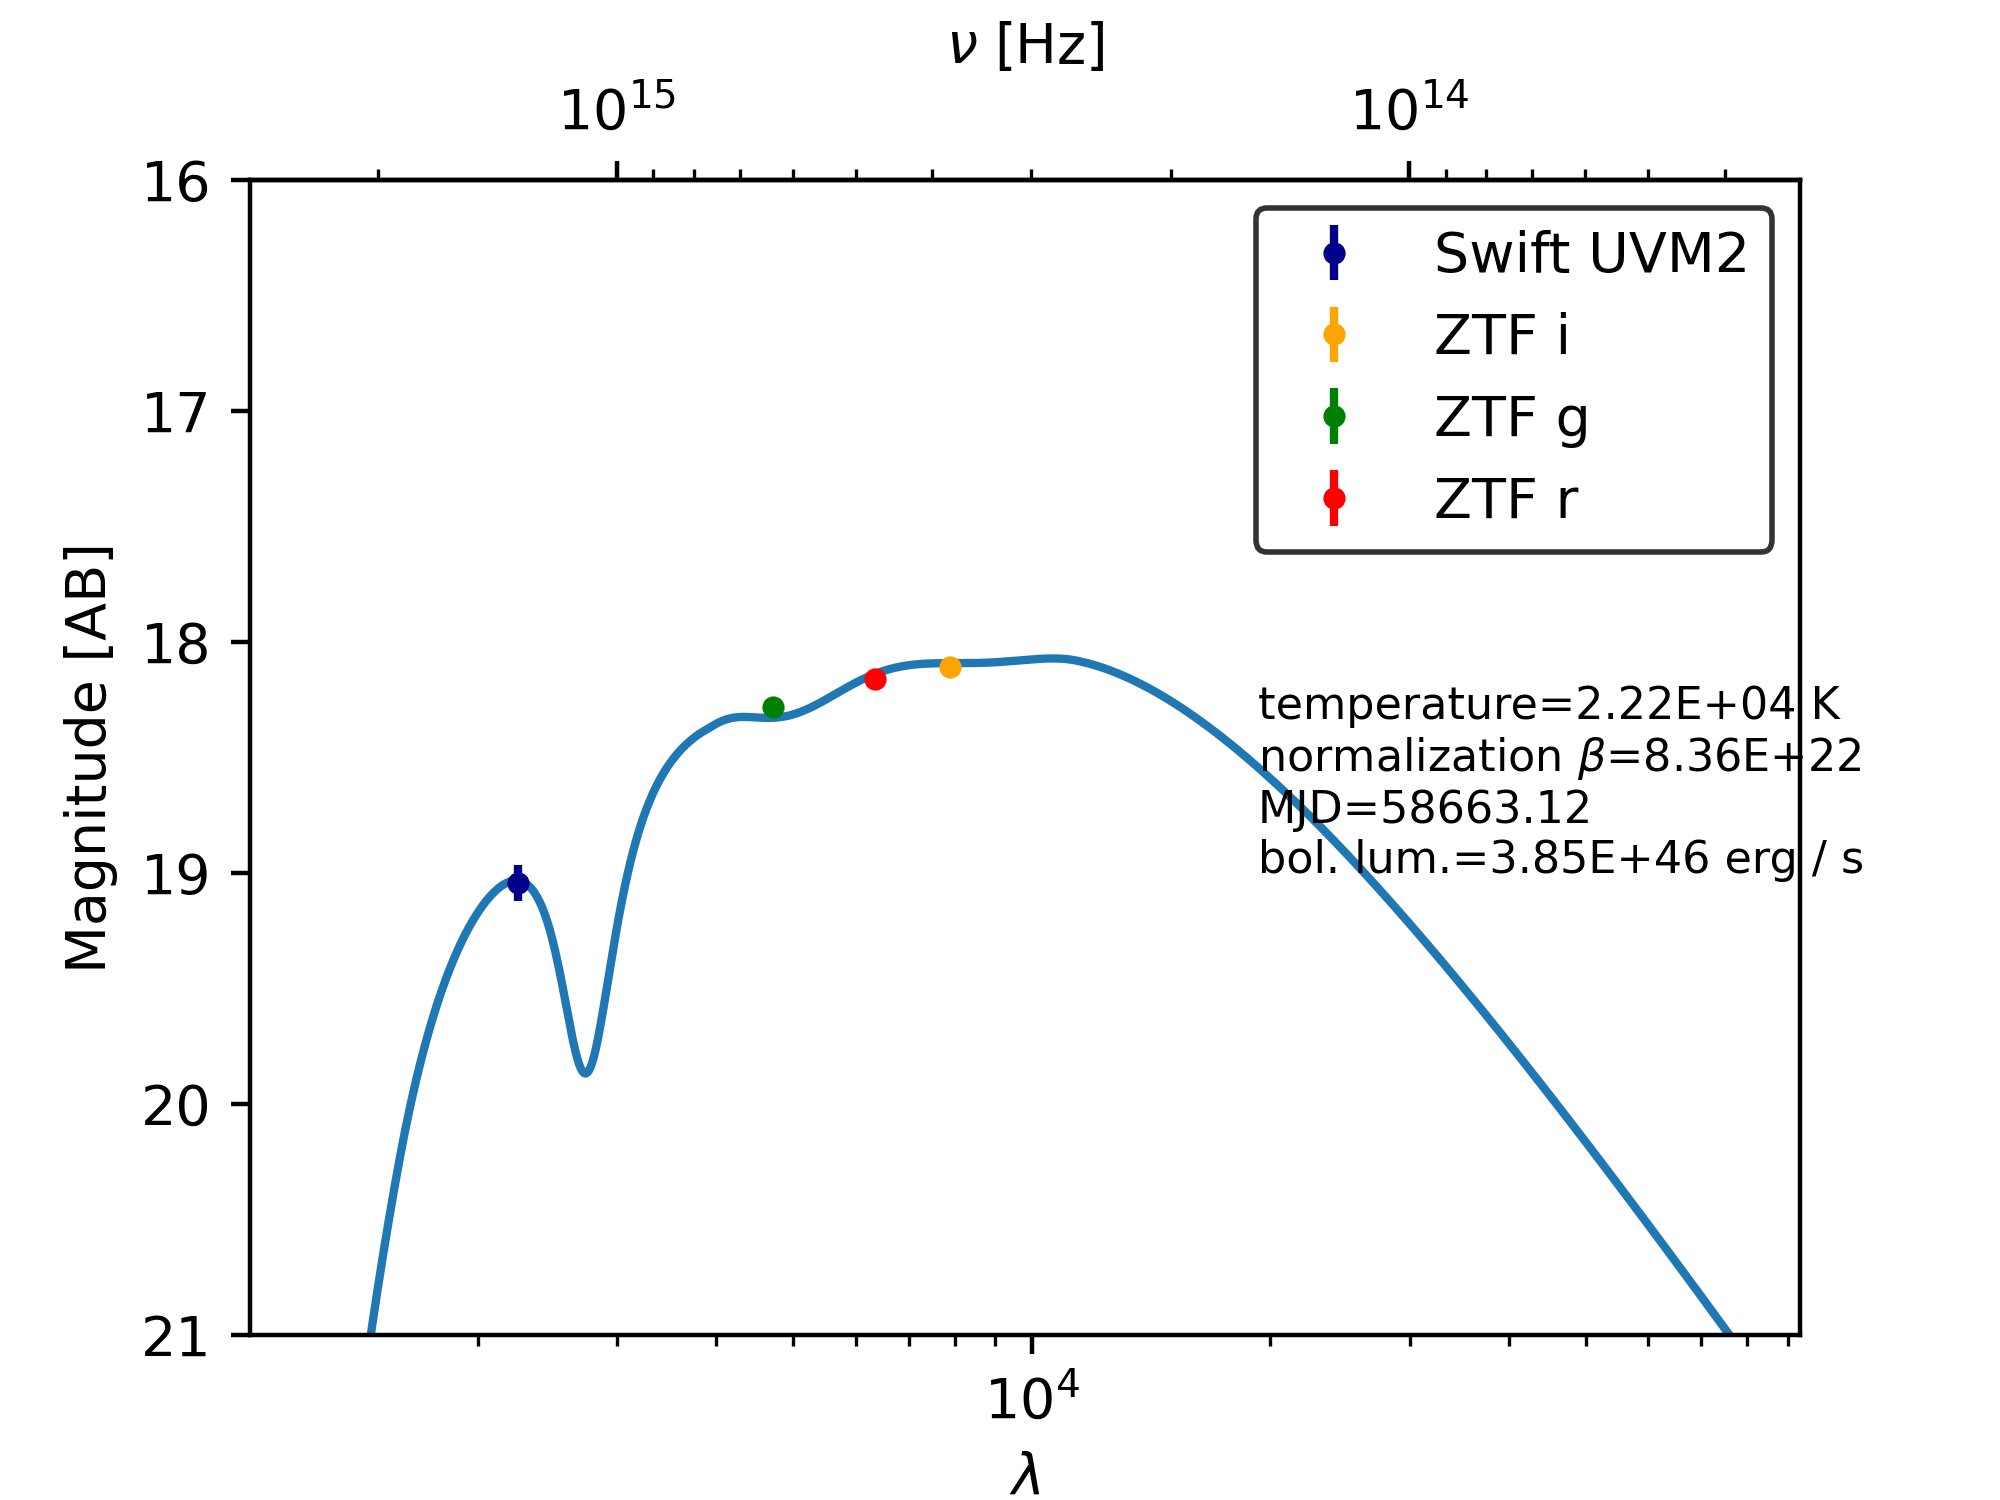 ν [Hz]
10^15 10^14
16
17
18
19
20
21
Magnitude [AB]
Swift UVM2
ZTF i
ZTF g
ZTF r
temperature=2.22E+04 K
normalization β=8.36E+22
MJD=58663.12
bol. lum.=3.85E+46 erg / s
10^4
λ